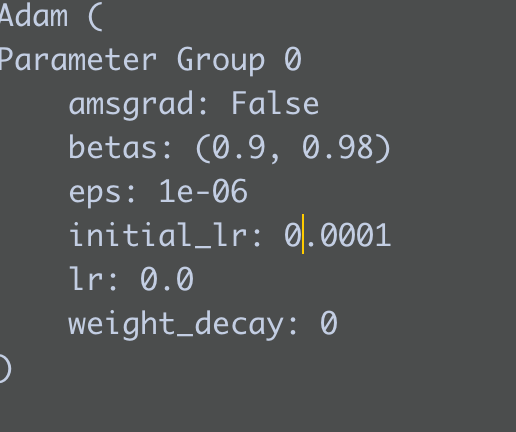 Adam (
Parameter Group 0
    amsgrad: False
    betas: (0.9, 0.98)
    eps: 1e-06
    initial_lr: 0.0001
    lr: 0.0
    weight_decay: 0
)